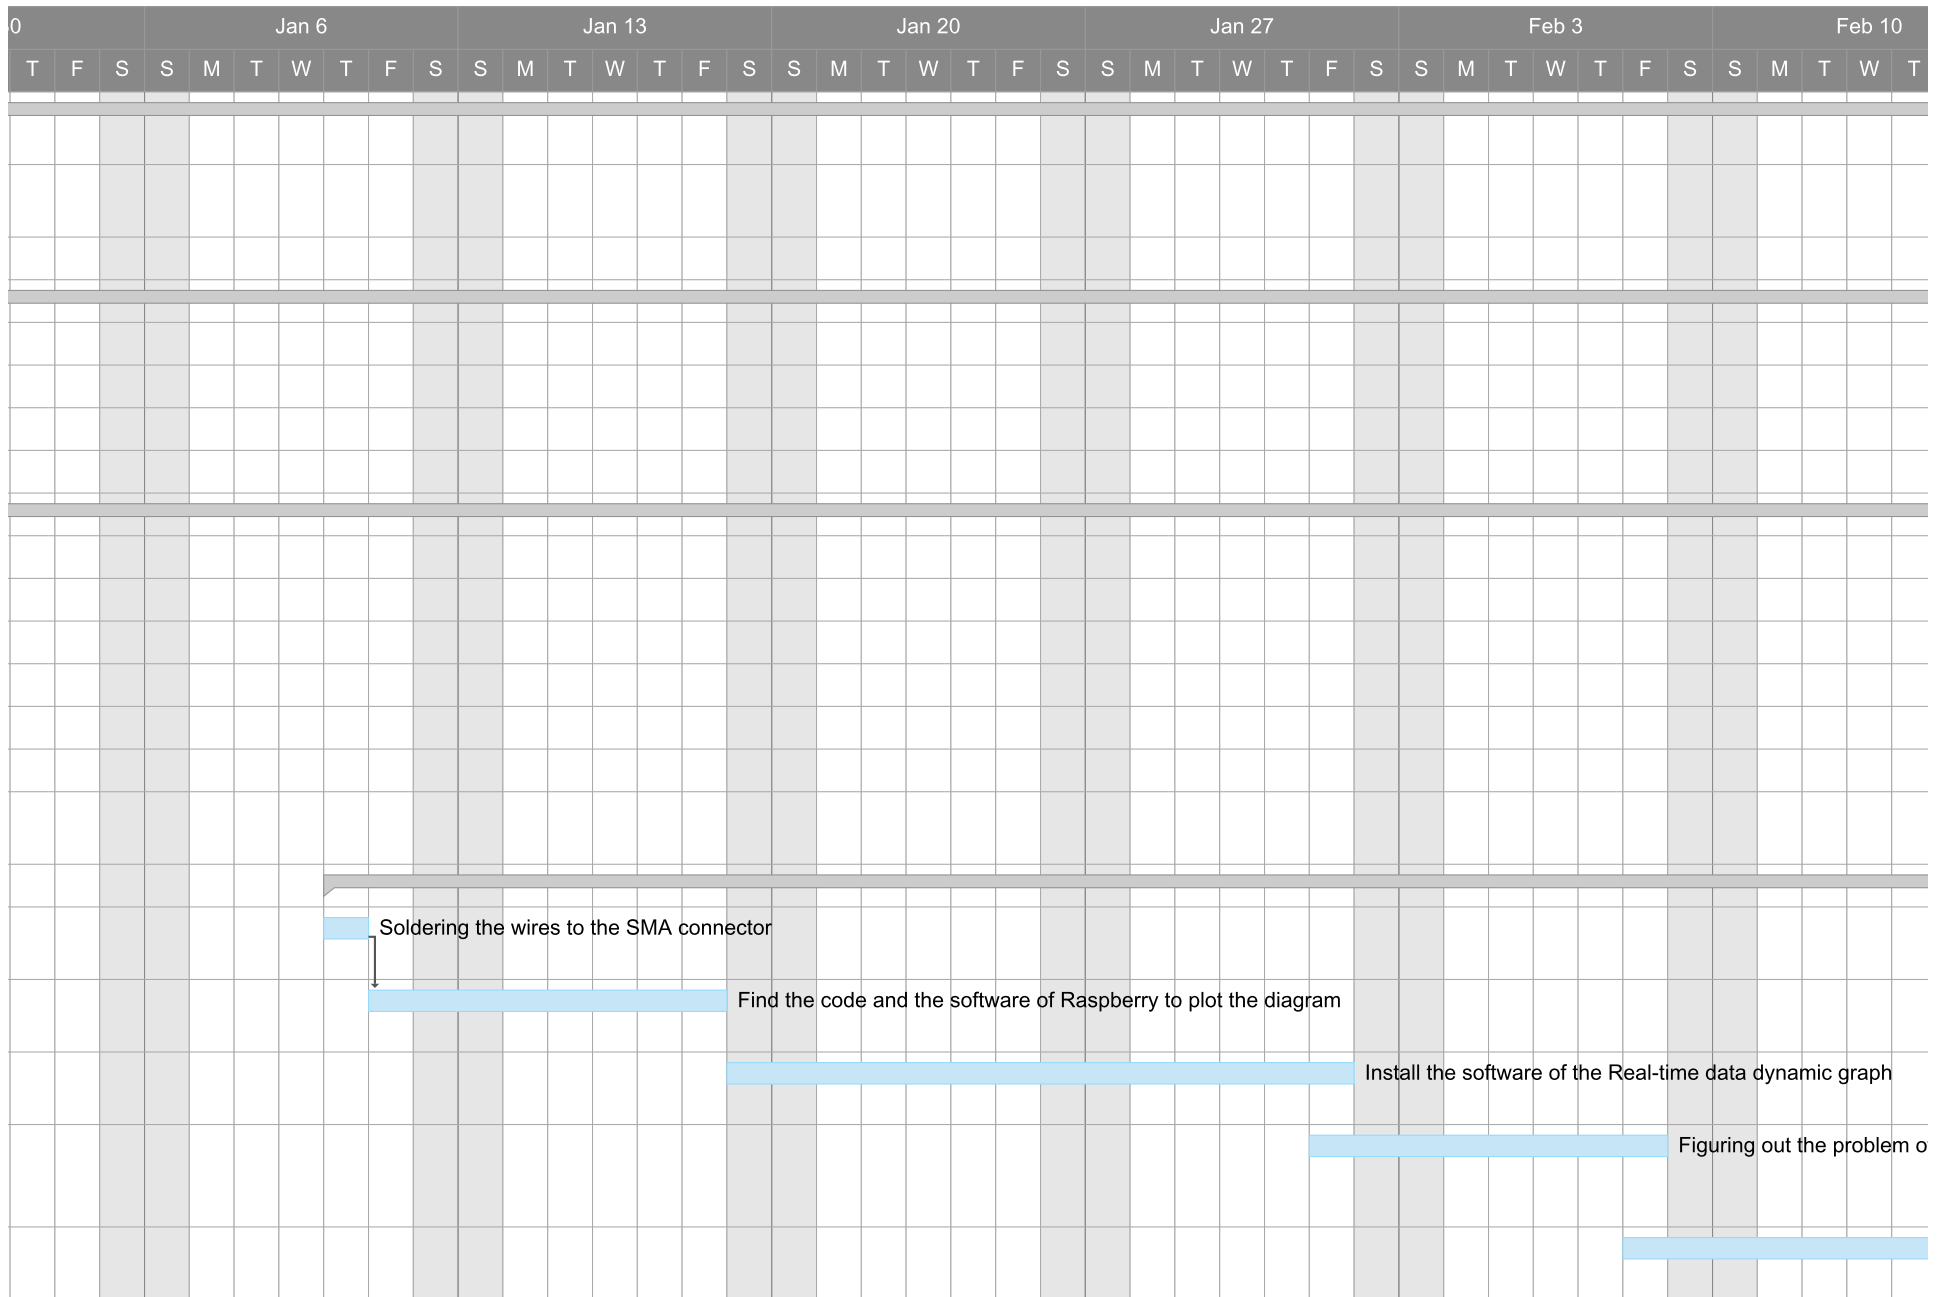 0 Jan 6 Jan 13 Jan 20 Jan 27 Feb 3 Feb 10
T F S S M T W T F S S M T W T F S S M T W T F S S M T W T F S S M T W T F S S M T W T
Soldering the wires to the SMA connector
Find the code and the software of Raspberry to plot the diagram
Install the software of the Real-time data dynamic graph
Figuring out the problem